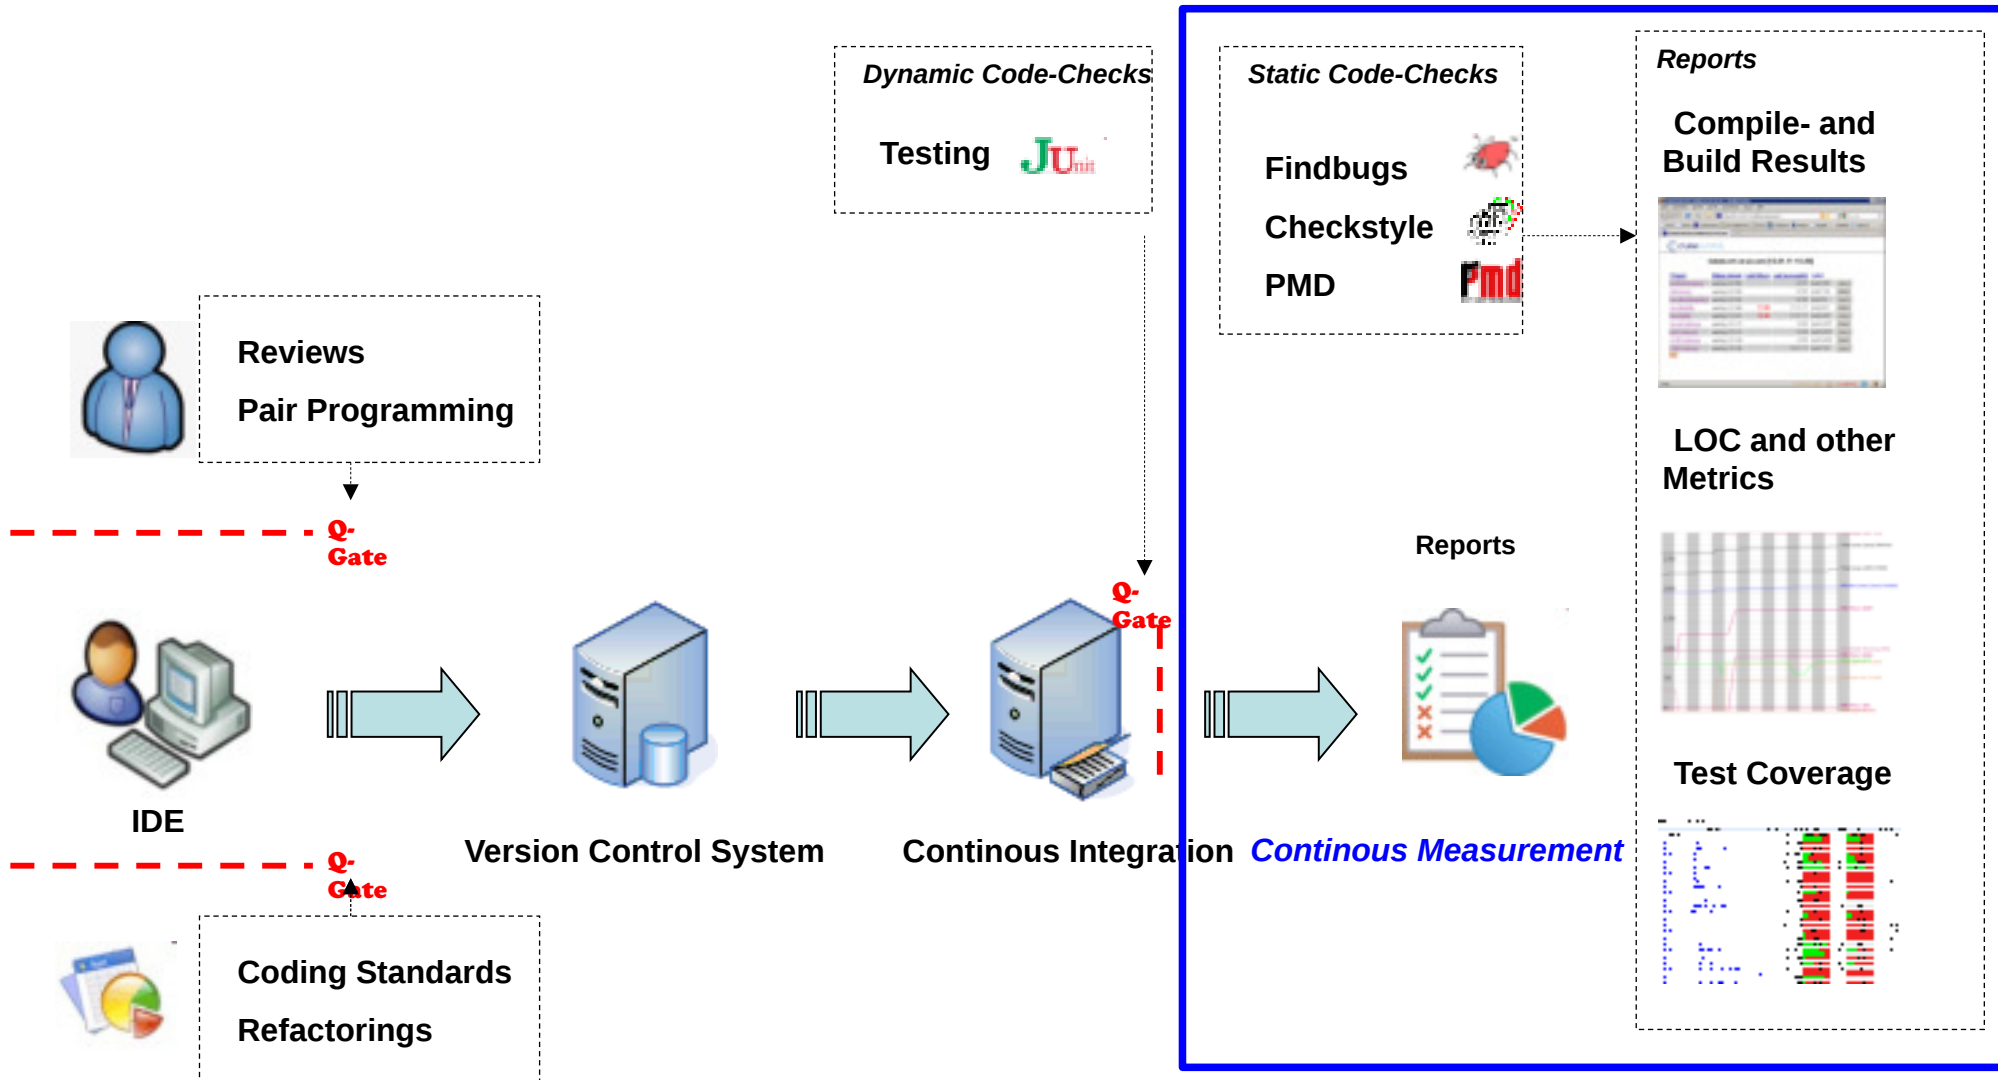 Dynamic Code-Checks
Testing
JUnit
Static Code-Checks
Findbugs
Checkstyle
PMD
Pmd
Reports
Compile- and
Build Results
LOC and other
Metrics
Test Coverage
Reviews
Pair Programming
Q-
Gate
Q-
Gate
Reports
IDE
Version Control System
Continous Integration
Continous Measurement
Q-
Gate
Coding Standards
Refactorings